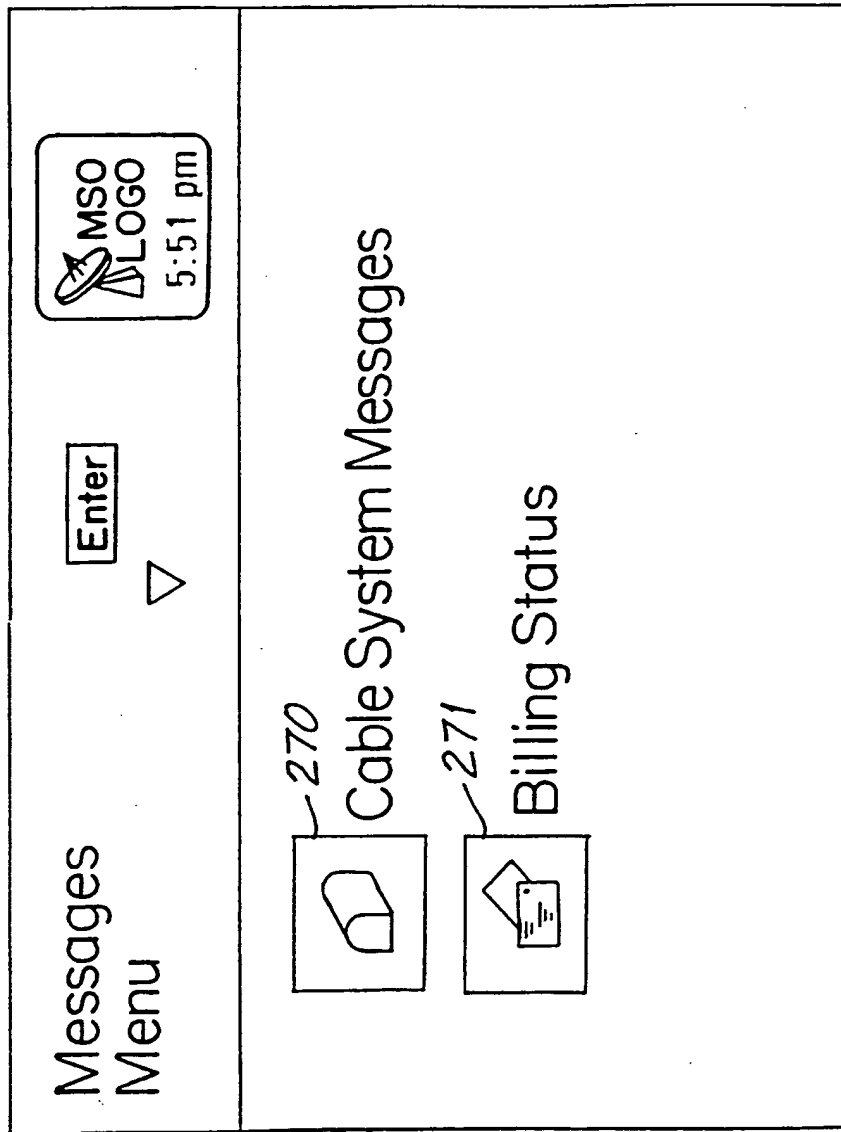 Messages
Menu
Enter
MSO
LOGO
5:51 pm
270
Cable System Messages
271
Billing Status